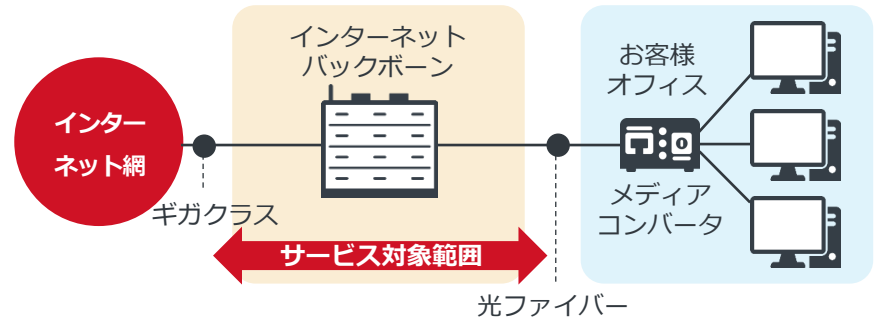 インターネット
バックボーン
お客様
オフィス
インター
ネット網
メディア
コンバータ
ギガクラス
サービス対象範囲
光ファイバー